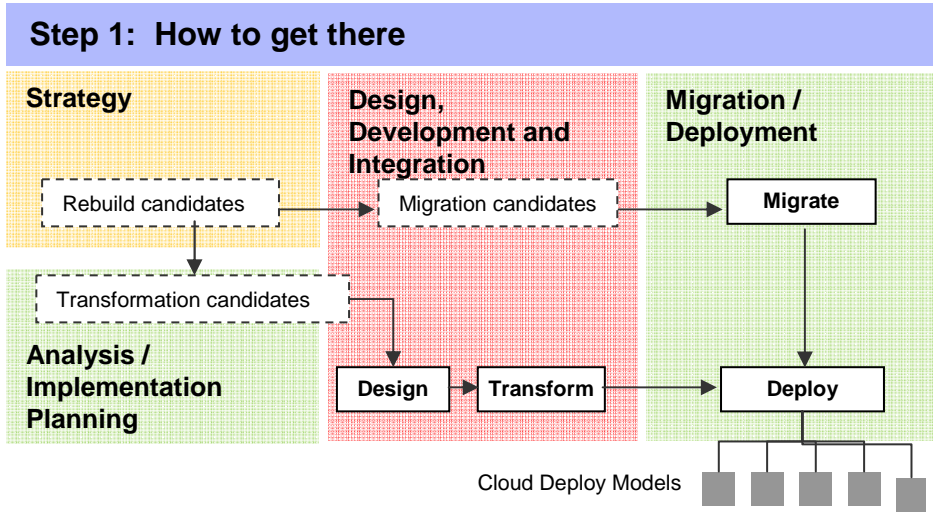 Step 1: How to get there
Strategy
Design,
Development and
Integration
Migration /
Deployment
Rebuild candidates
Migration candidates
Migrate
Transformation candidates
Analysis /
Implementation
Planning
Design
Transform
Deploy
Cloud Deploy Models